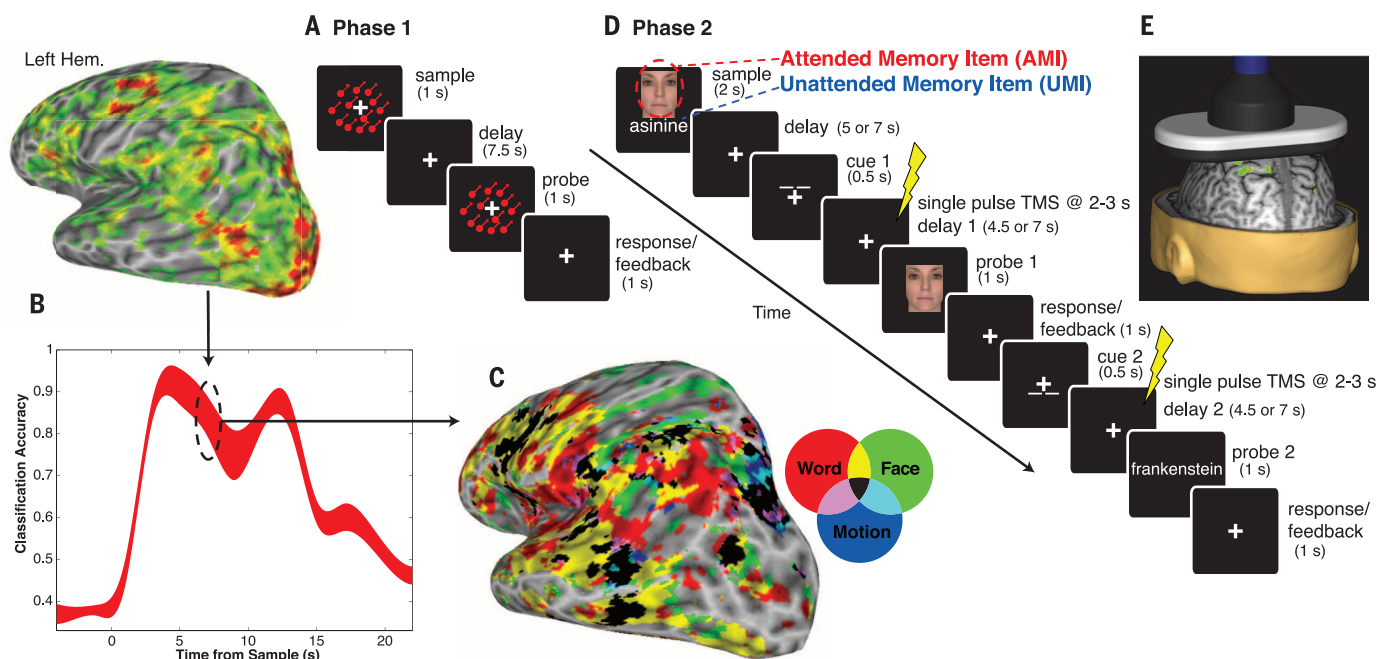 A Phase 1
Left Hem.
sample
(1 s)
delay
(7.5 s)
probe
(1 s)
response/
feedback
(1 s)
B
Classification Accuracy
1
0.9
0.8
0.7
0.6
0.5
0.4
0
5
10
15
20
Time from Sample (s)
C
Word
Face
Motion
D Phase 2
Attended Memory Item (AMI)
Unattended Memory Item (UMI)
asinine
sample
(2 s)
delay (5 or 7 s)
cue 1
(0.5 s)
single pulse TMS @ 2-3 s
delay 1 (4.5 or 7 s)
probe 1
(1 s)
Time
response/
feedback (1 s)
cue 2
(0.5 s)
single pulse TMS @ 2-3 s
delay 2 (4.5 or 7 s)
frankenstein
probe 2
(1 s)
response/
feedback
(1 s)
E